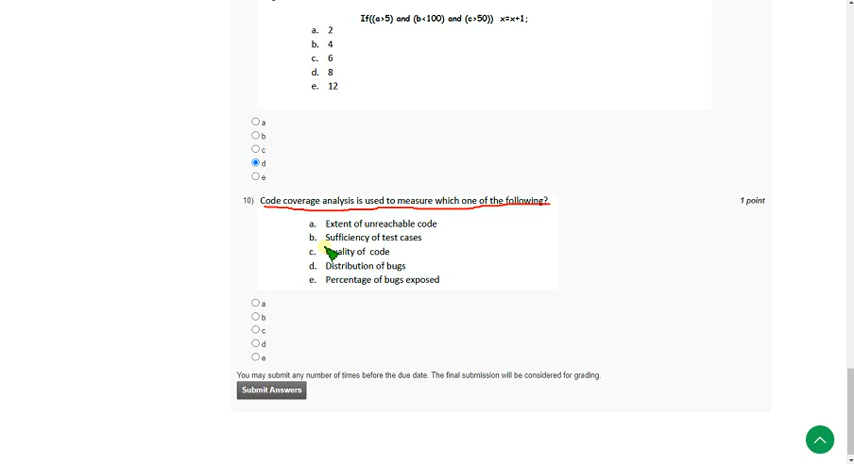 If((a>5) and (b<100) and (c>50)) x=x+1;
a. 2
b. 4
c. 6
d. 8
e. 12
a
b
c
d
e
10) Code coverage analysis is used to measure which one of the following? 1 point
a. Extent of unreachable code
b. Sufficiency of test cases
c. Quality of code
d. Distribution of bugs
e. Percentage of bugs exposed
a
b
c
d
e
You may submit any number of times before the due date. The final submission will be considered for grading.
Submit Answers